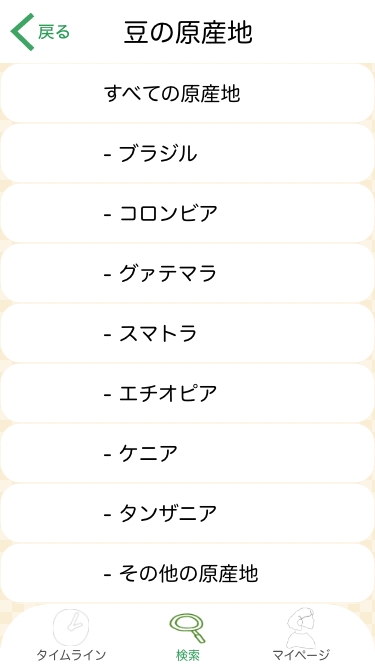 戻る
豆の原産地
すべての原産地
- ブラジル
- コロンビア
- グァテマラ
- スマトラ
- エチオピア
- ケニア
- タンザニア
- その他の原産地
タイムライン
検索
マイページ